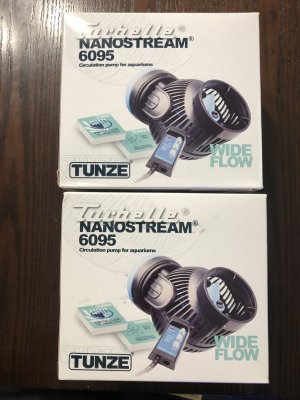 Turbelle®
NANOSTREAM®
6095
Circulation pump for aquariums
WIDE
FLOW
TUNZE®
Turbelle®
NANOSTREAM®
6095
Circulation pump for aquariums
WIDE
FLOW
TUNZE®